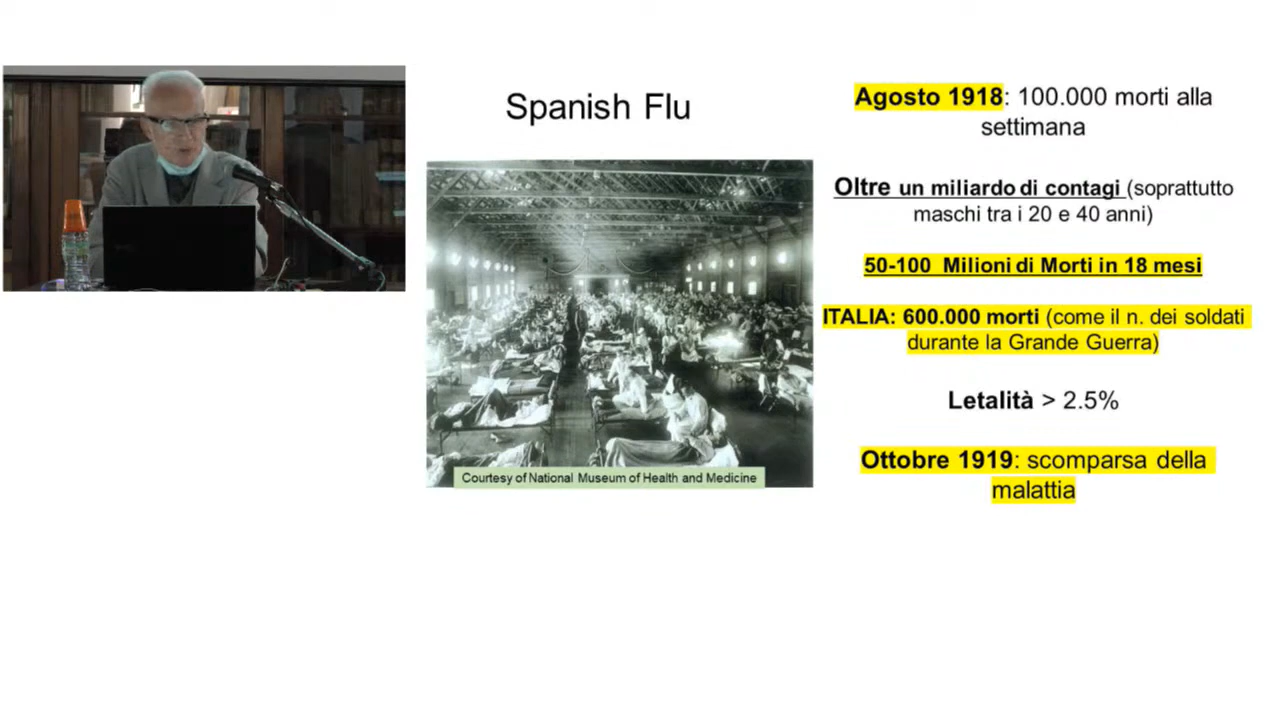 Spanish Flu
Courtesy of National Museum of Health and Medicine
Agosto 1918: 100.000 morti alla
settimana
Oltre un miliardo di contagi (soprattutto
maschi tra i 20 e 40 anni)
50-100 Milioni di Morti in 18 mesi
ITALIA: 600.000 morti (come il n. dei soldati
durante la Grande Guerra)
Letalità > 2.5%
Ottobre 1919: scomparsa della
malattia